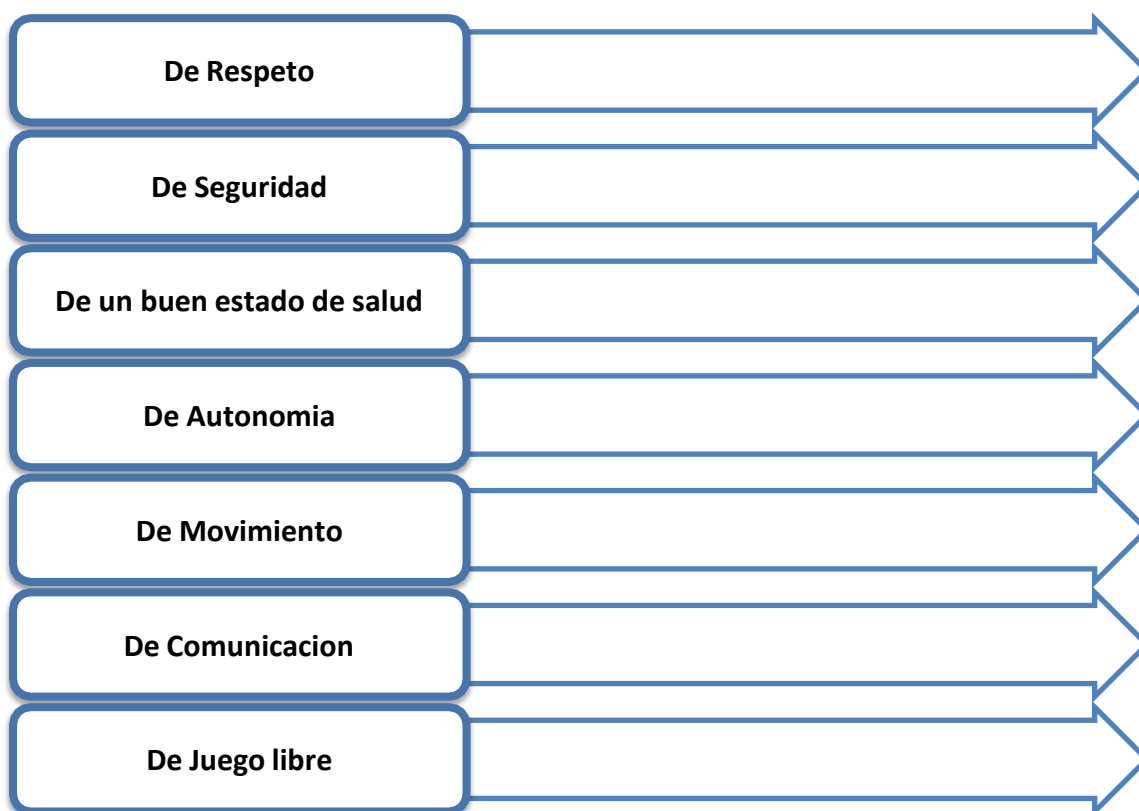 De Respeto
De Seguridad
De un buen estado de salud
De Autonomia
De Movimiento
De Comunicacion
De Juego libre